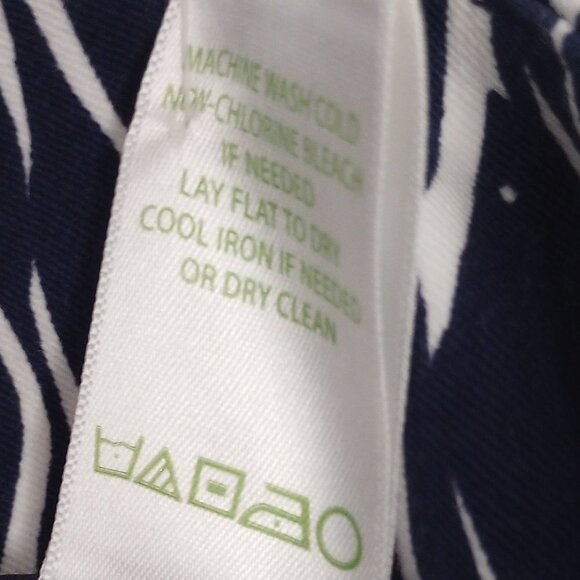 MACHINE WASH COLD
NON-CHLORINE BLEACH
IF NEEDED
LAY FLAT TO DRY
COOL IRON IF NEEDED
OR DRY CLEAN